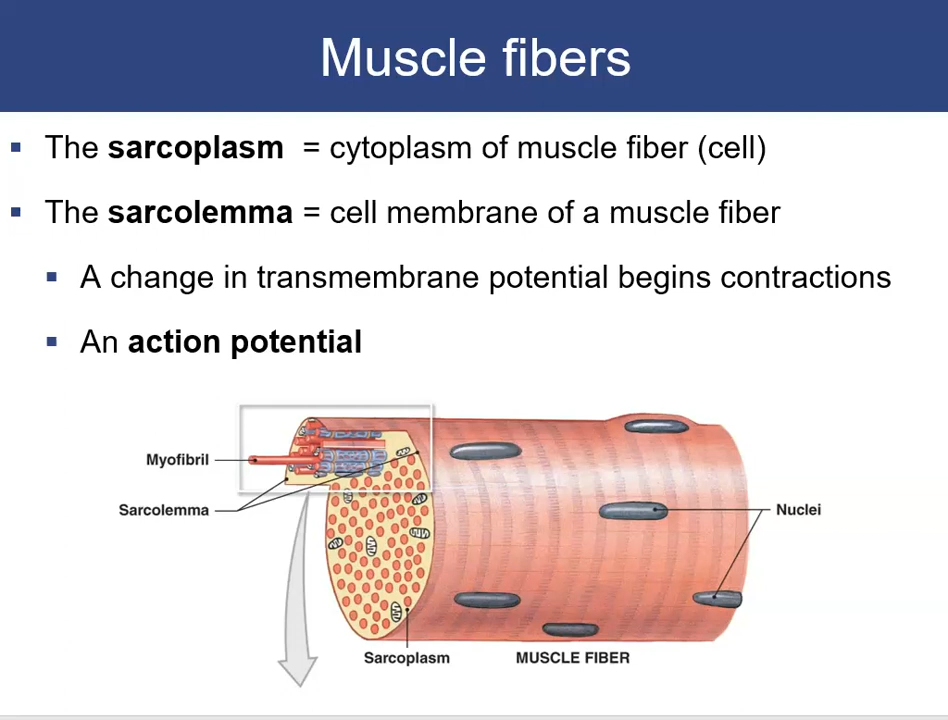 Muscle fibers
The sarcoplasm = cytoplasm of muscle fiber (cell)
The sarcolemma = cell membrane of a muscle fiber
A change in transmembrane potential begins contractions
An action potential
Myofibril
Sarcolemma
Nuclei
Sarcoplasm
MUSCLE FIBER